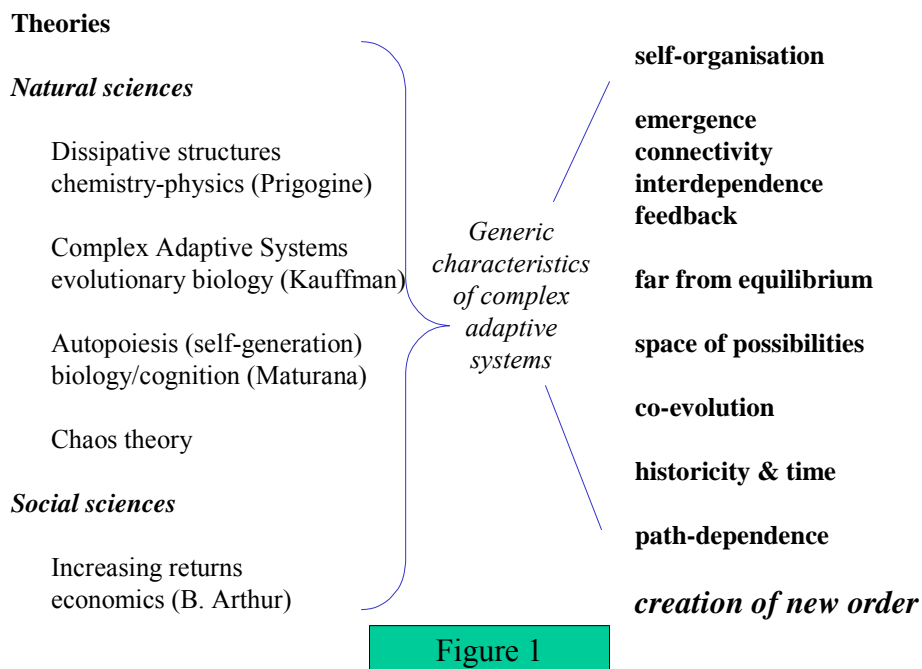 Theories
Natural sciences
Dissipative structures
chemistry-physics (Prigogine)
Complex Adaptive Systems
evolutionary biology (Kauffman)
Autopoiesis (self-generation)
biology/cognition (Maturana)
Chaos theory
Social sciences
Increasing returns
economics (B. Arthur)
Generic
characteristics
of complex
adaptive
systems
self-organisation
emergence
connectivity
interdependence
feedback
far from equilibrium
space of possibilities
co-evolution
historicity & time
path-dependence
creation of new order
Figure 1